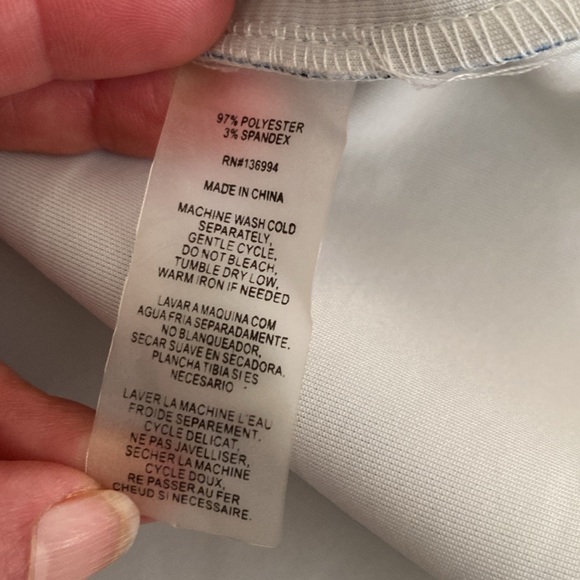 97% POLYESTER
3% SPANDEX
RN#136994
MADE IN CHINA
MACHINE WASH COLD
SEPARATELY,
GENTLE CYCLE,
DO NOT BLEACH,
TUMBLE DRY LOW,
WARM IRON IF NEEDED
LAVAR A MAQUINA COM
AGUA FRIA SEPARADAMENTE.
NO BLANQUEADOR,
SECAR SUAVE EN SECADORA.
PLANCHA TIBIA SI ES
NECESARIO
LAVER LA MACHINE L'EAU
FROIDE SEPAREMENT.
CYCLE DELICAT,
NE PAS JAVELLISER,
SECHER LA MACHINE
CYCLE DOUX,
RE PASSER AU FER
CHEUD SI NECESSAIRE.